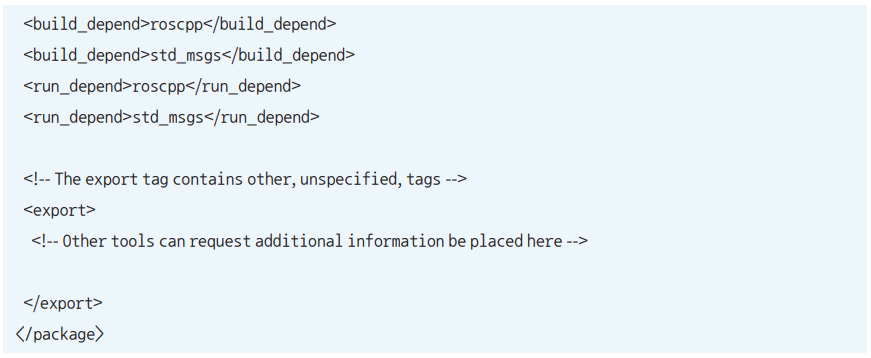 <build_depend>roscpp</build_depend>
<build_depend>std_msgs</build_depend>
<run_depend>roscpp</run_depend>
<run_depend>std_msgs</run_depend>
<!-- The export tag contains other, unspecified, tags -->
<export>
<!-- Other tools can request additional information be placed here -->
</export>
</package>